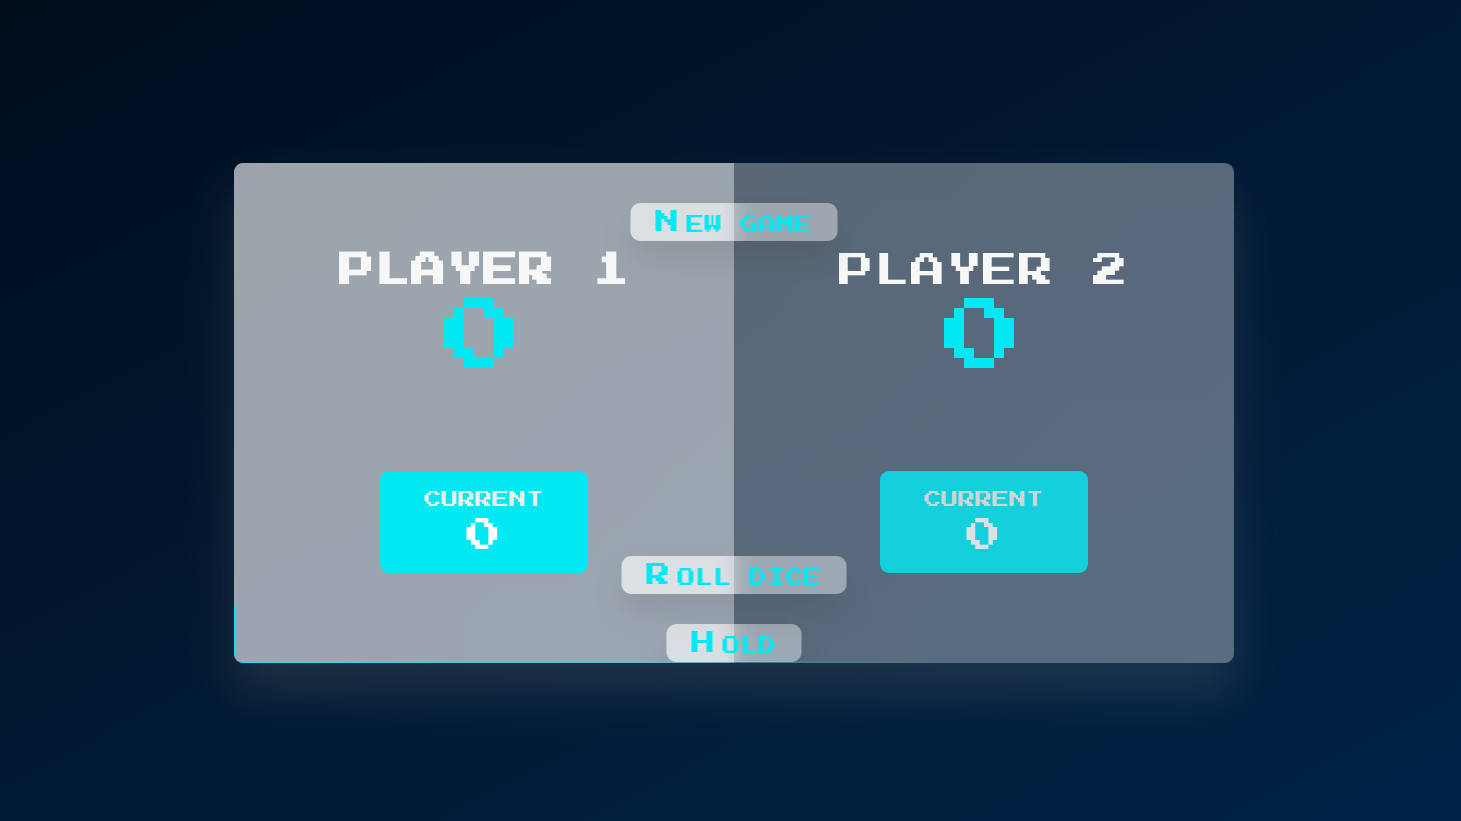 New game
PLAYER 1
0
PLAYER 2
0
CURRENT
0
CURRENT
0
Roll dice
Hold